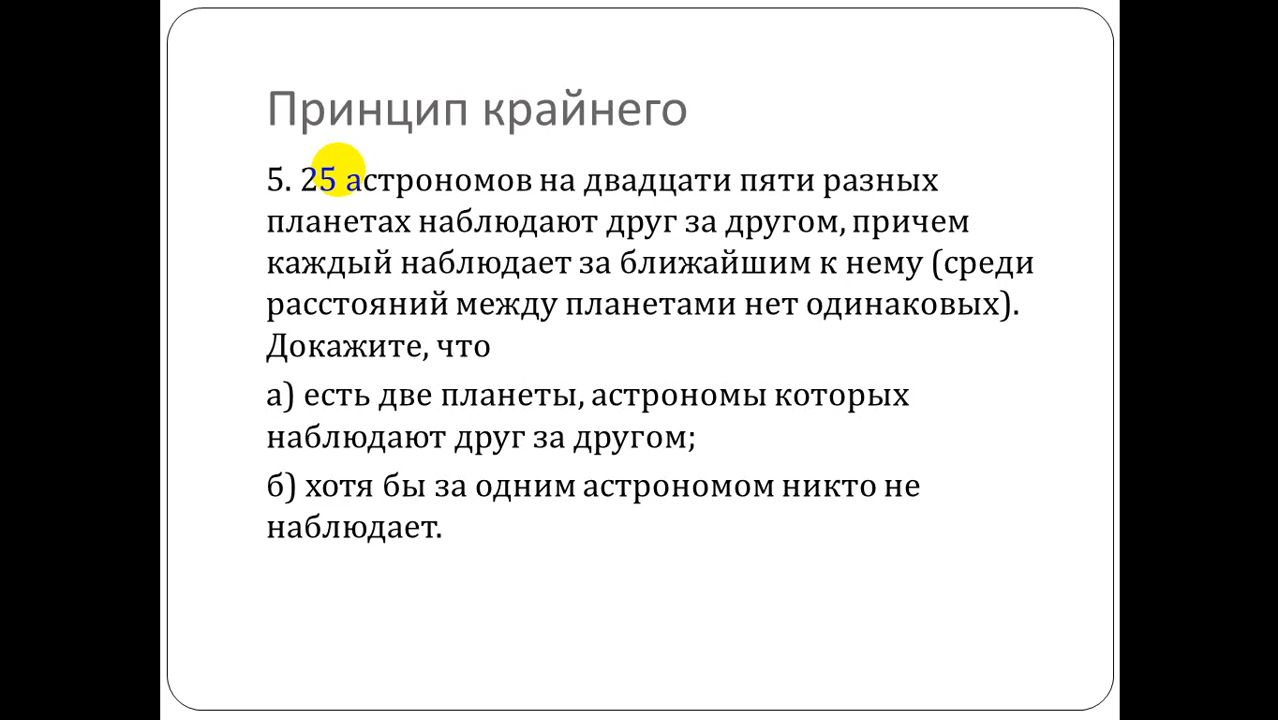 Принцип крайнего
5. 25 астрономов на двадцати пяти разных
планетах наблюдают друг за другом, причем
каждый наблюдает за ближайшим к нему (среди
расстояний между планетами нет одинаковых).
Докажите, что
а) есть две планеты, астрономы которых
наблюдают друг за другом;
б) хотя бы за одним астрономом никто не
наблюдает.